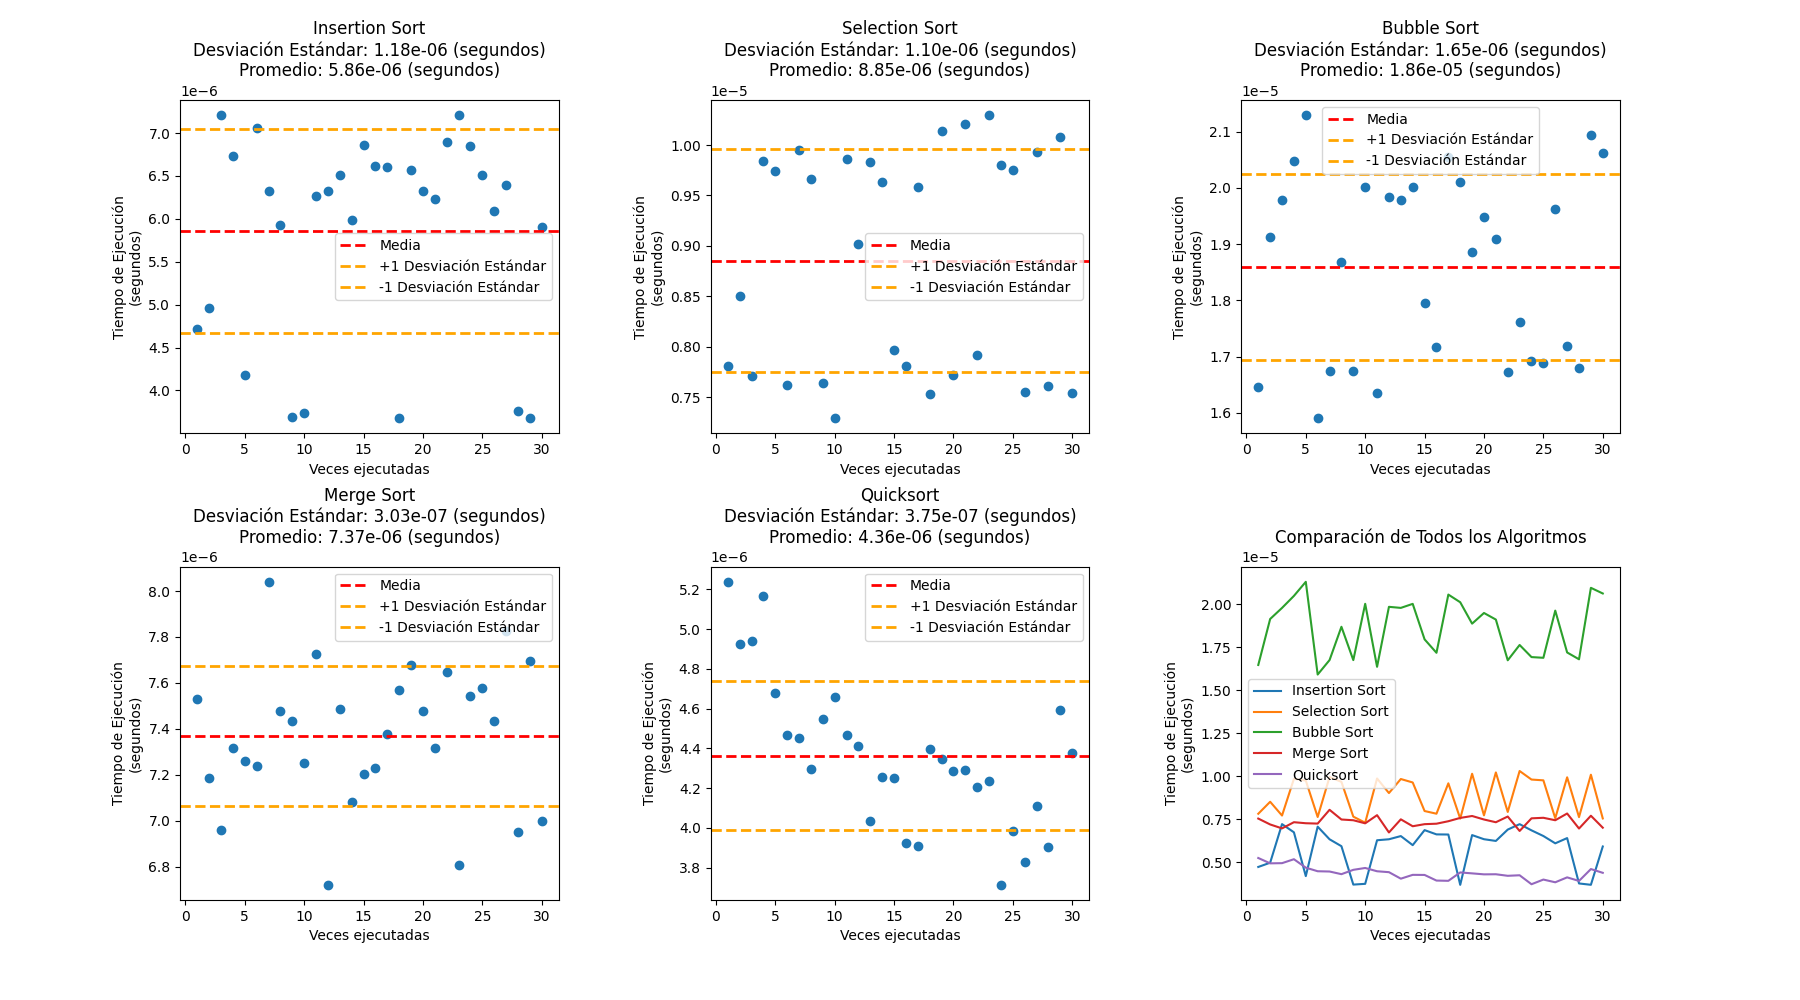 Insertion Sort
Desviación Estándar: 1.18e-06 (segundos)
Promedio: 5.86e-06 (segundos)
1e−6
7.0
6.5
6.0
5.5
5.0
4.5
4.0
Tiempo de Ejecución
(segundos)
Media
+1 Desviación Estándar
-1 Desviación Estándar
0
5
10
15
20
25
30
Veces ejecutadas
Selection Sort
Desviación Estándar: 1.10e-06 (segundos)
Promedio: 8.85e-06 (segundos)
1e−5
1.00
0.95
0.90
0.85
0.80
0.75
Tiempo de Ejecución
(segundos)
Media
+1 Desviación Estándar
-1 Desviación Estándar
0
5
10
15
20
25
30
Veces ejecutadas
Bubble Sort
Desviación Estándar: 1.65e-06 (segundos)
Promedio: 1.86e-05 (segundos)
1e−5
2.1
2.0
1.9
1.8
1.7
1.6
Tiempo de Ejecución
(segundos)
Media
+1 Desviación Estándar
-1 Desviación Estándar
0
5
10
15
20
25
30
Veces ejecutadas
Merge Sort
Desviación Estándar: 3.03e-07 (segundos)
Promedio: 7.37e-06 (segundos)
1e−6
8.0
7.8
7.6
7.4
7.2
7.0
6.8
Tiempo de Ejecución
(segundos)
Media
+1 Desviación Estándar
-1 Desviación Estándar
0
5
10
15
20
25
30
Veces ejecutadas
Quicksort
Desviación Estándar: 3.75e-07 (segundos)
Promedio: 4.36e-06 (segundos)
1e−6
5.2
5.0
4.8
4.6
4.4
4.2
4.0
3.8
Tiempo de Ejecución
(segundos)
Media
+1 Desviación Estándar
-1 Desviación Estándar
0
5
10
15
20
25
30
Veces ejecutadas
Comparación de Todos los Algoritmos
1e−5
2.00
1.75
1.50
1.25
1.00
0.75
0.50
Tiempo de Ejecución
(segundos)
Insertion Sort
Selection Sort
Bubble Sort
Merge Sort
Quicksort
0
5
10
15
20
25
30
Veces ejecutadas